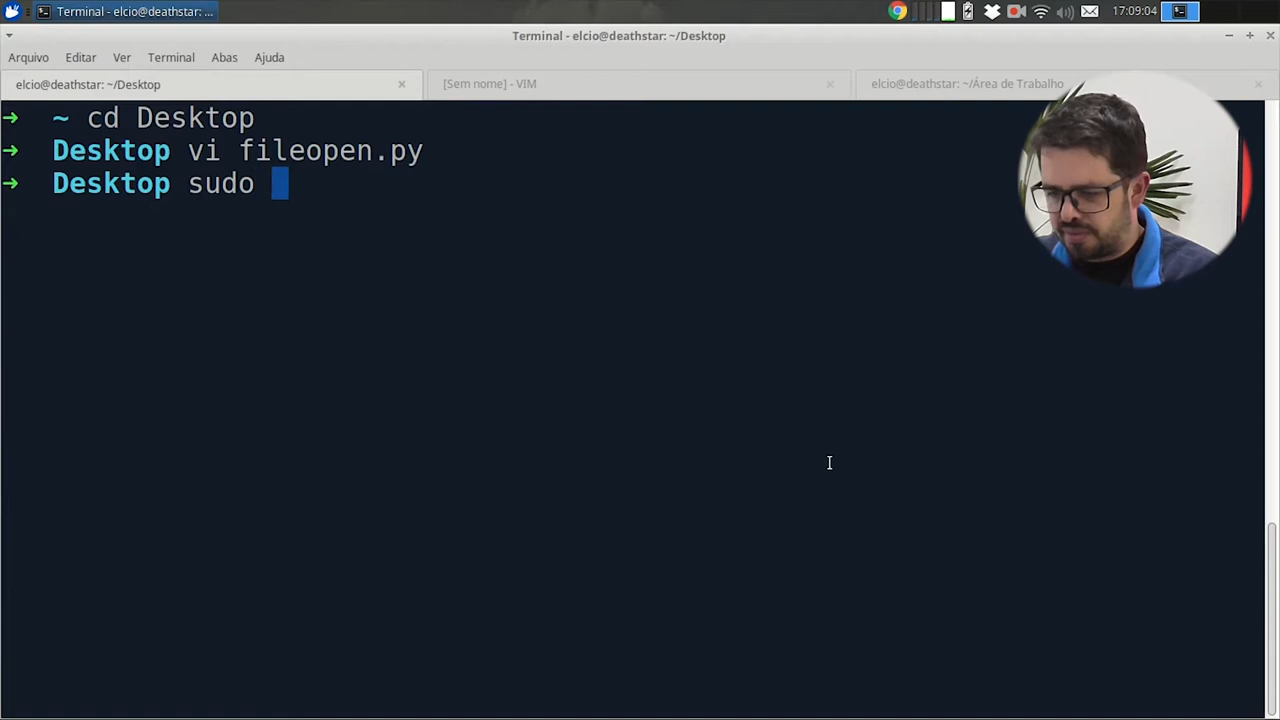 Terminal - elcio@deathstar: ...
17:09:04
Terminal - elcio@deathstar: ~/Desktop
Arquivo Editar Ver Terminal Abas Ajuda
elcio@deathstar: ~/Desktop
[Sem nome] - VIM
elcio@deathstar: ~/Área de Trabalho
➜ ~ cd Desktop
➜ Desktop vi fileopen.py
➜ Desktop sudo